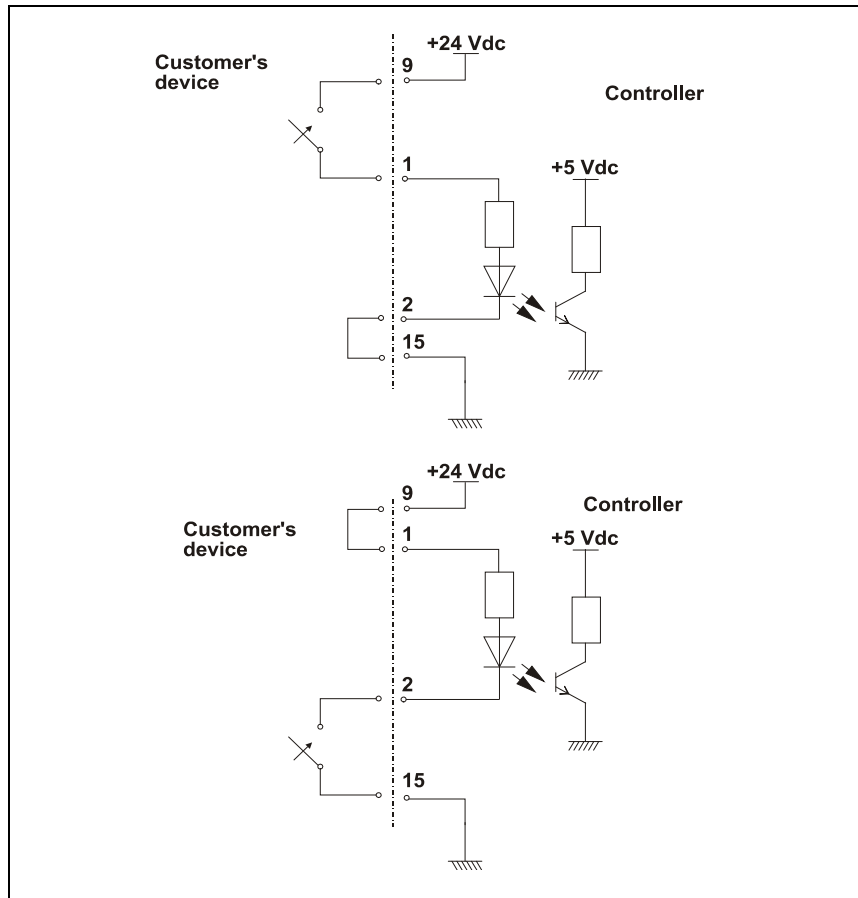 +24 Vdc
Customer's
device
9
Controller
1
+5 Vdc
2
15
+24 Vdc
9
Controller
Customer's
device
1
+5 Vdc
2
15